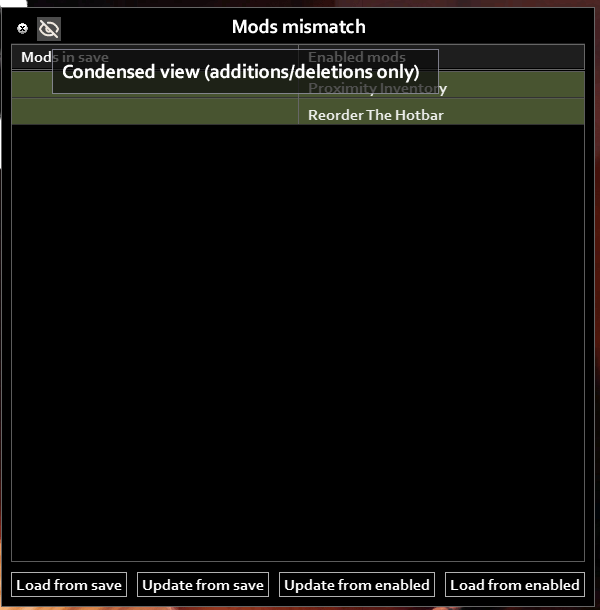 Mods mismatch
Mods in save
Enabled mods
Condensed view (additions/deletions only)
Proximity Inventory
Reorder The Hotbar
Load from save
Update from save
Update from enabled
Load from enabled